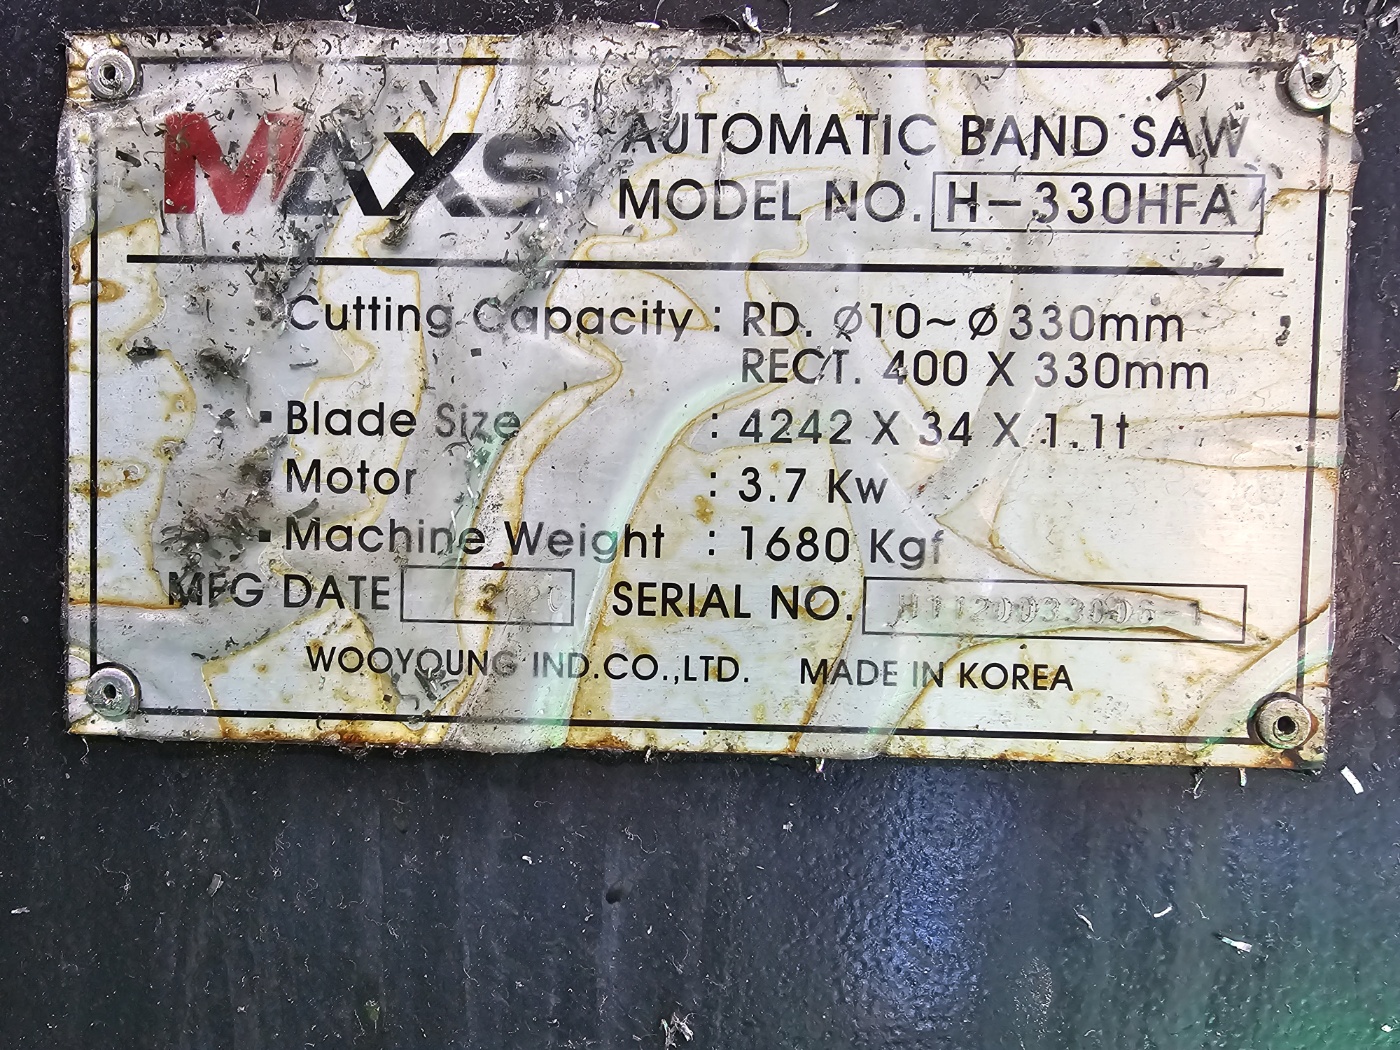 MAXS
AUTOMATIC BAND SAW
MODEL NO. H-330HFA
Cutting Capacity : RD. Ø10~Ø330mm
RECT. 400 X 330mm
Blade Size : 4242 X 34 X 1.1t
Motor : 3.7 Kw
Machine Weight : 1680 Kgf
MFG DATE SERIAL NO.
WOOYOUNG IND.CO.,LTD. MADE IN KOREA